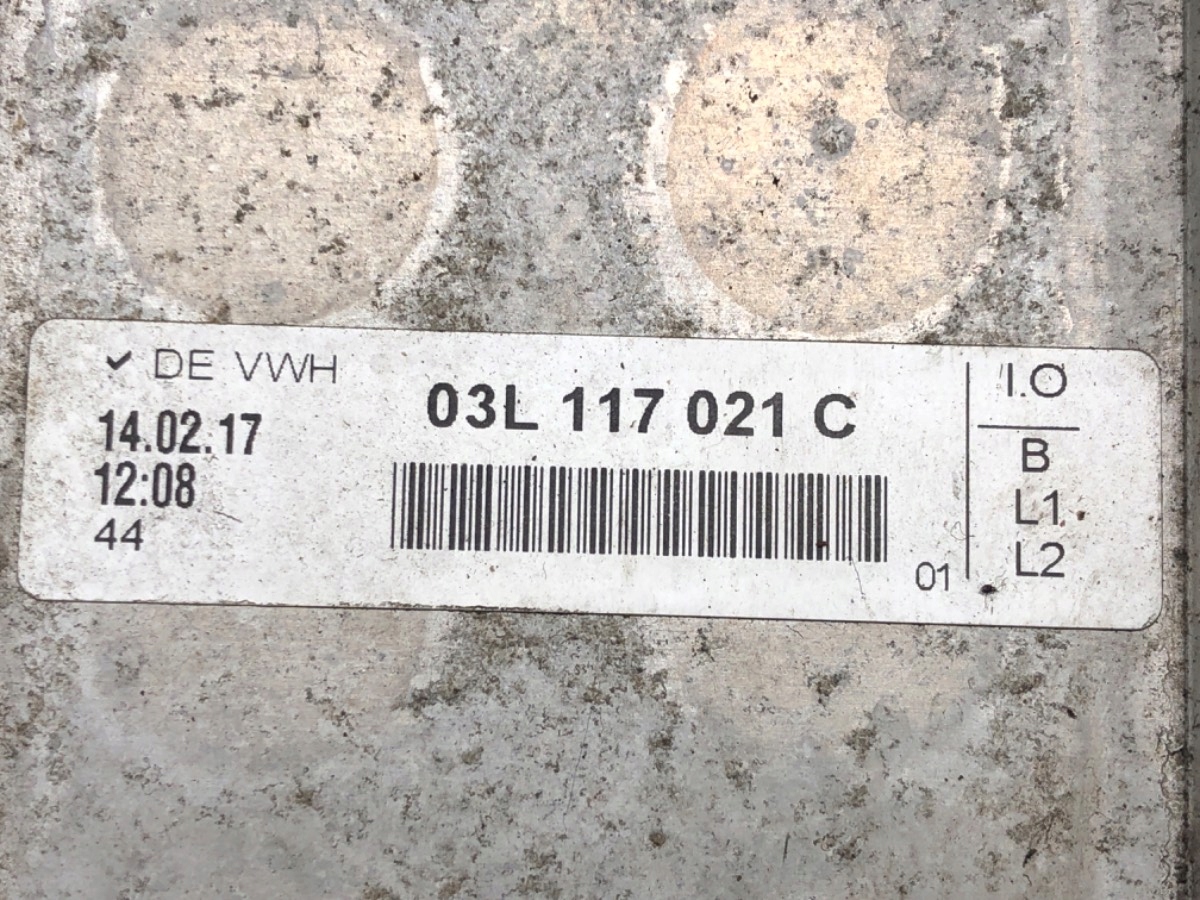 ✓ DE VWH
14.02.17
12:08
44
03L 117 021 C
01
I.O
B
L1
L2